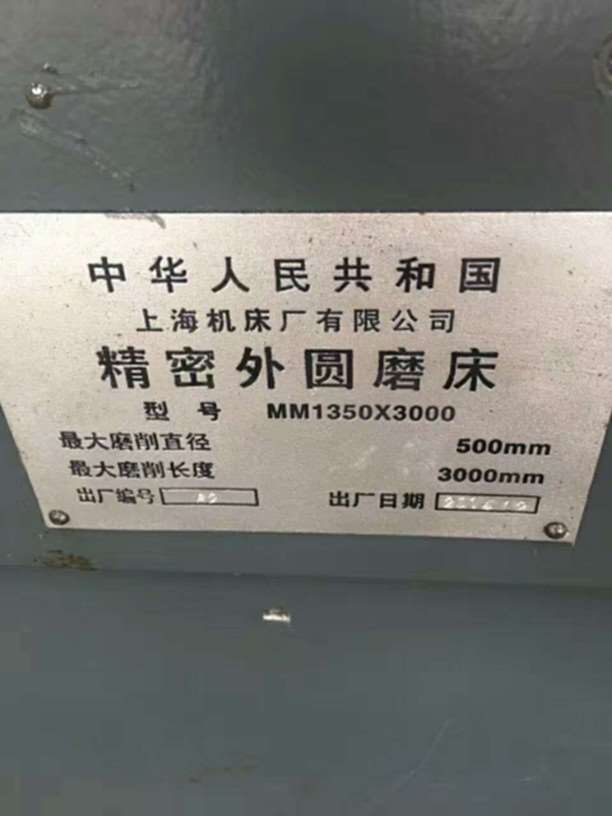 中华人民共和国
上海机床厂有限公司
精密外圆磨床
型号 MM1350X3000
最大磨削直径 500mm
最大磨削长度 3000mm
出厂编号 出厂日期